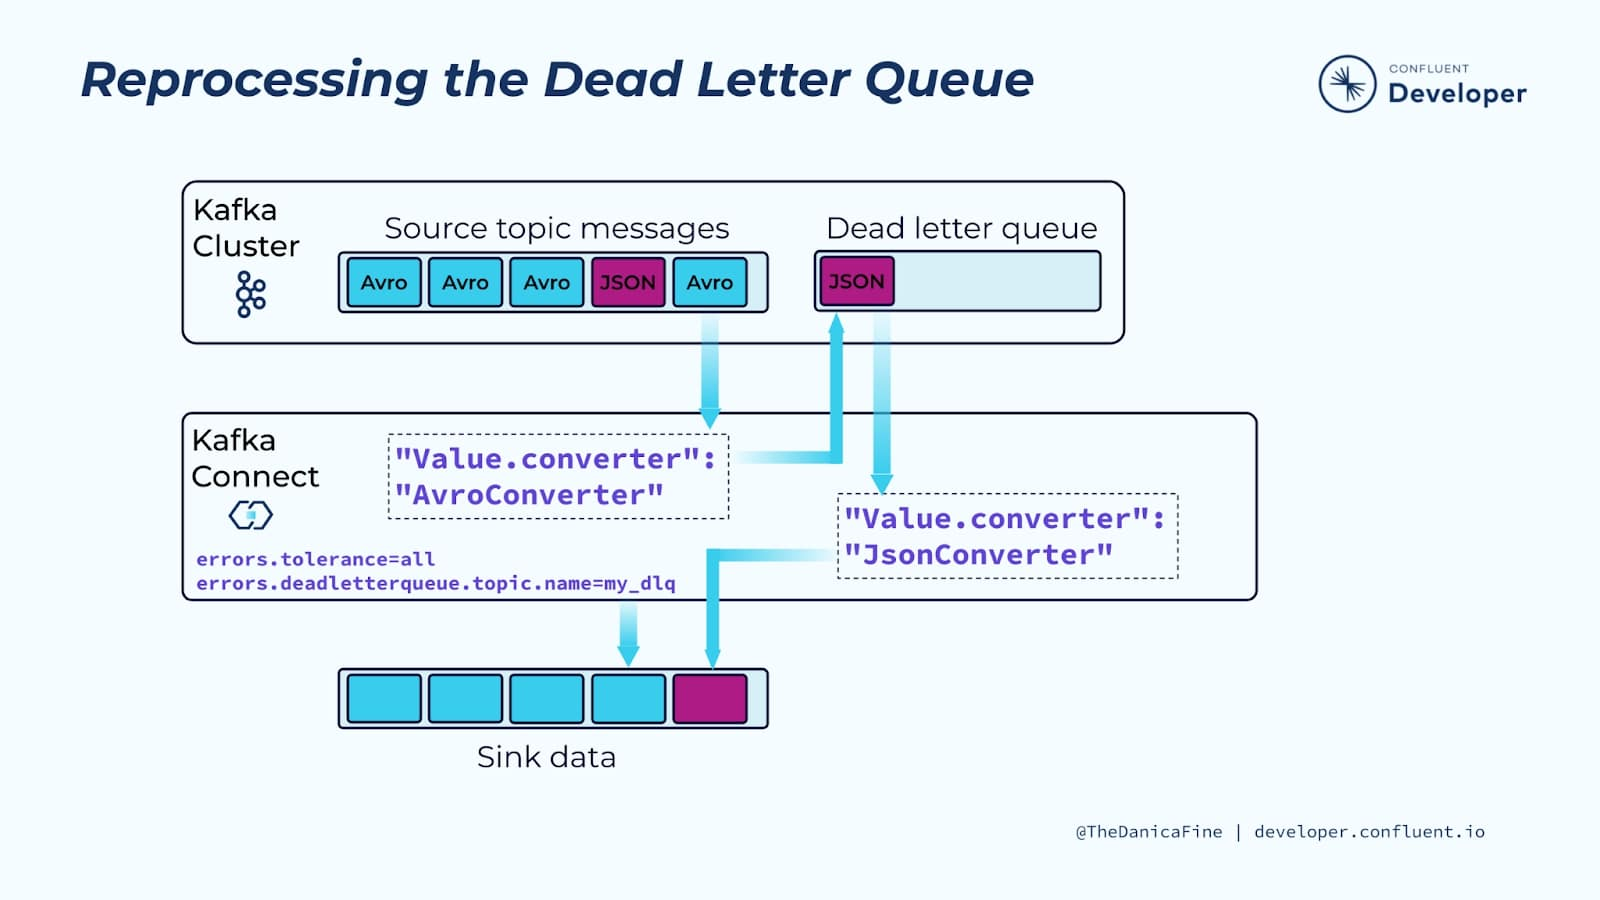 Reprocessing the Dead Letter Queue
CONFLUENT
Developer
Kafka
Cluster
Source topic messages
Dead letter queue
Avro
Avro
Avro
JSON
Avro
JSON
Kafka
Connect
"Value.converter":
"AvroConverter"
"Value.converter":
"JsonConverter"
errors.tolerance=all
errors.deadletterqueue.topic.name=my_dlq
Sink data
@TheDanicaFine | developer.confluent.io